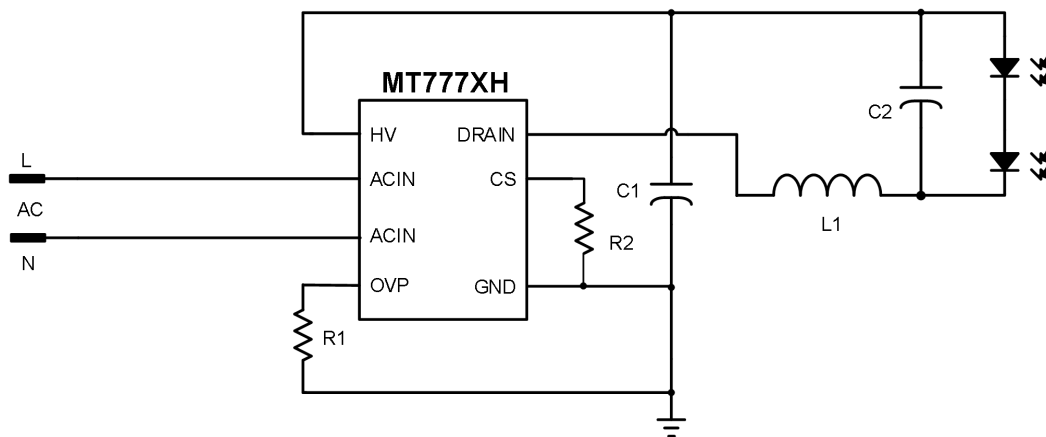 MT777XH
HV
DRAIN
L
ACIN
CS
AC
C1
C2
ACIN
R2
L1
N
OVP
GND
R1